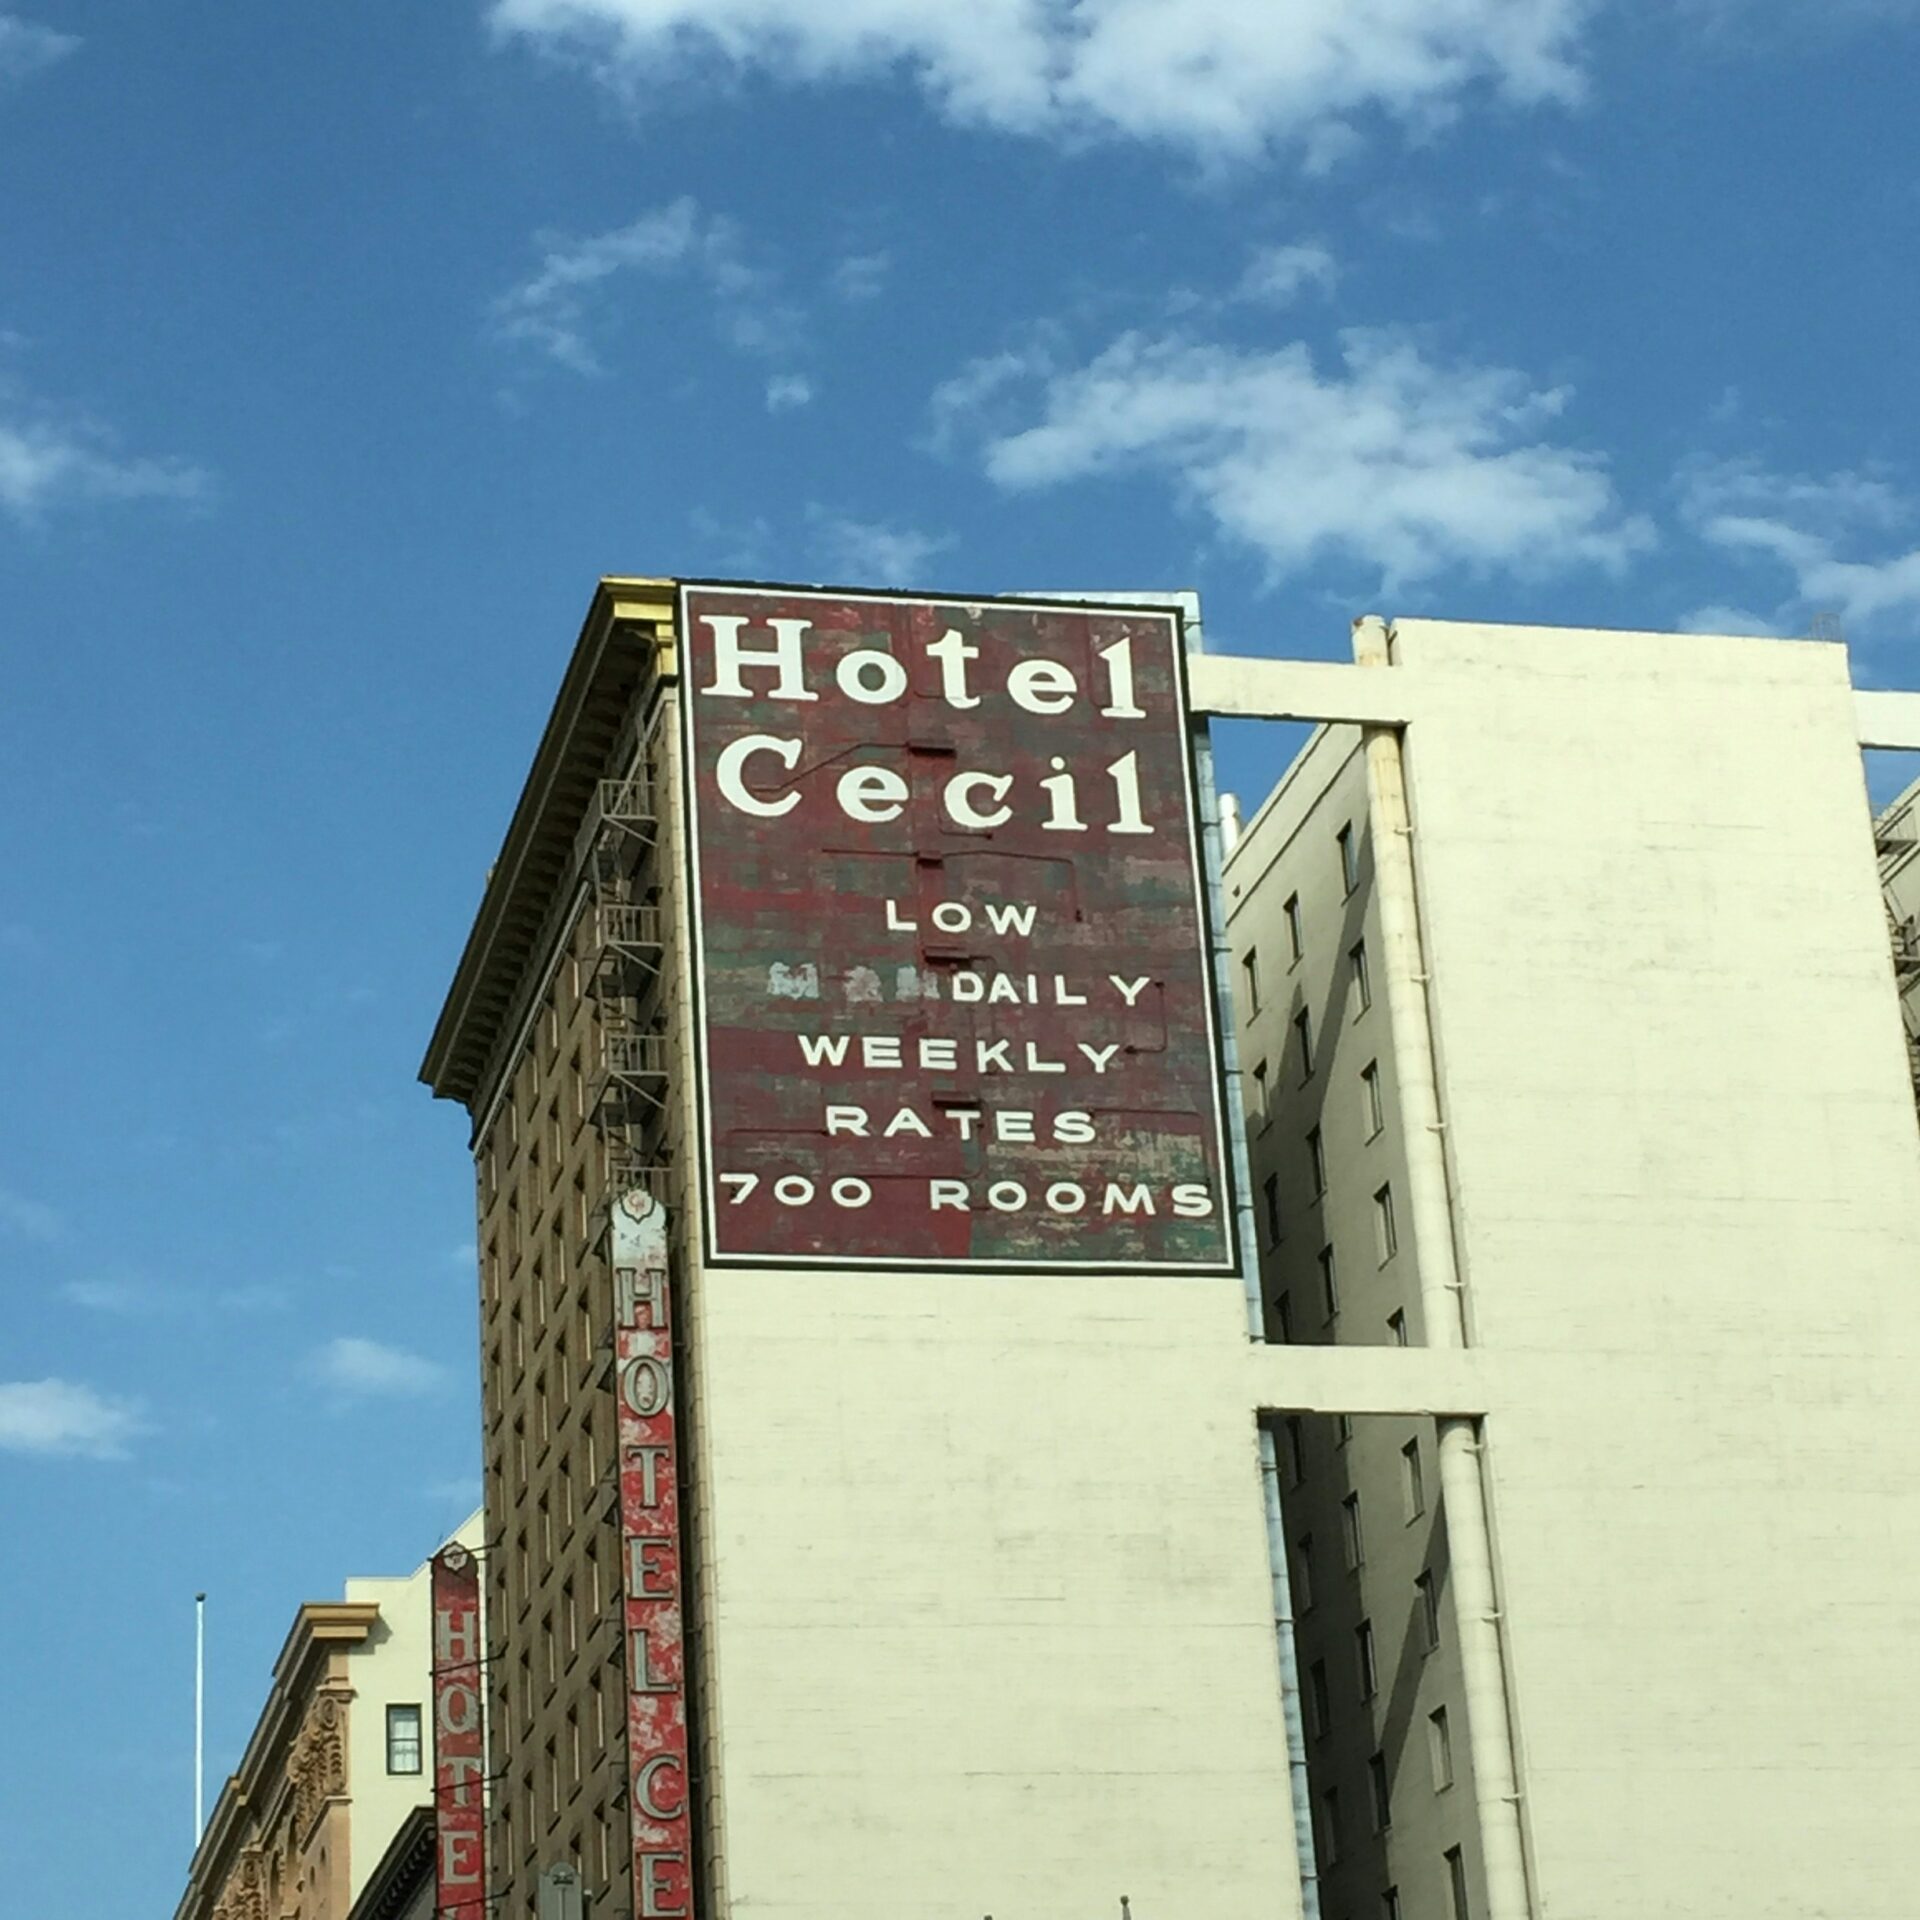 Hotel
Cecil
LOW
DAILY
WEEKLY
RATES
700 ROOMS
HOTEL CE
HOTE